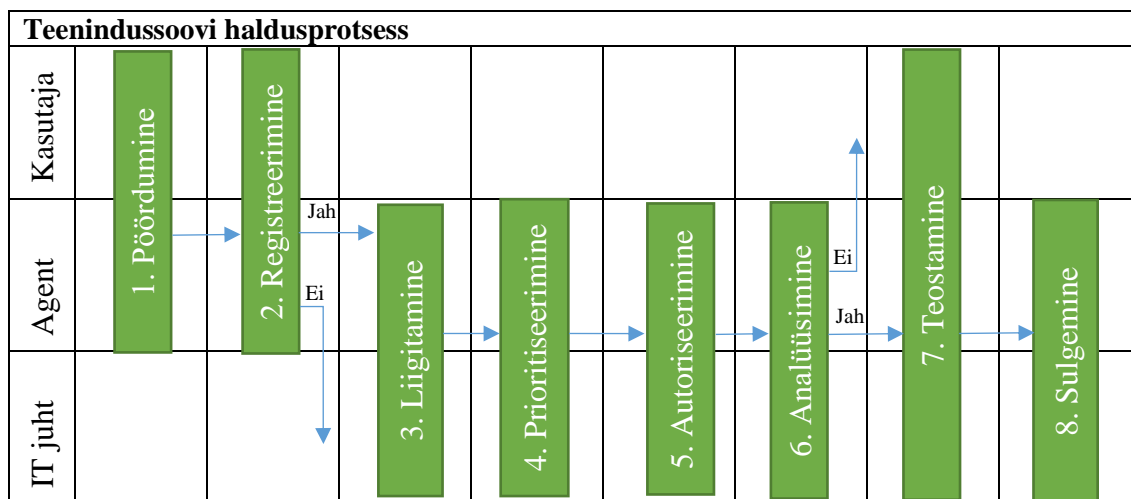 Teenindussoovi haldusprotsess
Kasutaja
Agent
IT juht
1. Pöördumine
2. Registreerimine
Jah
Ei
3. Liigitamine
4. Prioritiseerimine
5. Autoriseerimine
6. Analüüsimine
Ei
Jah
7. Teostamine
8. Sulgemine